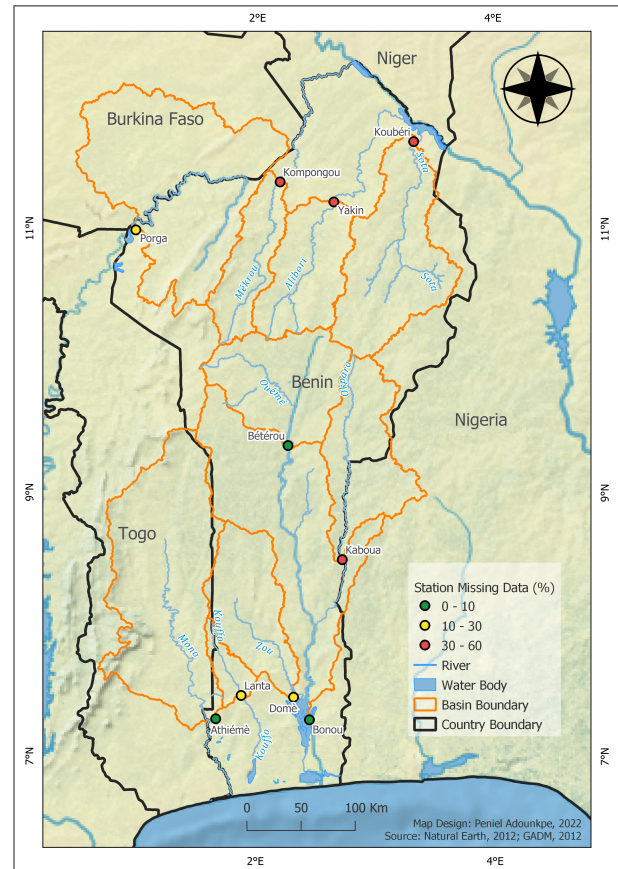 2°E
4°E
Niger
Burkina Faso
Koubéri
Sota
Kompongou
Yakin
11°N
11°N
Porga
Mékrou
Alibori
Sota
Benin
Ouémé
Okpara
Nigeria
Bétérou
9°N
9°N
Togo
Kaboua
Station Missing Data (%)
0 - 10
10 - 30
30 - 60
River
Water Body
Basin Boundary
Country Boundary
Kouffo
Mono
Zou
Lanta
Domè
Athiémè
Bonou
Kouffo
7°N
7°N
0 50 100 Km
Map Design: Peniel Adounkpe, 2022
Source: Natural Earth, 2012; GADM, 2012
2°E
4°E